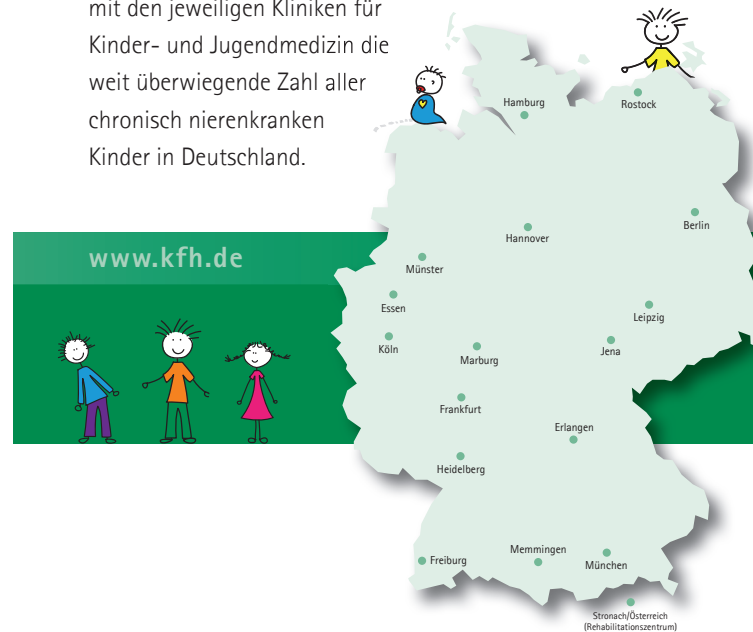 mit den jeweiligen Kliniken für
Kinder- und Jugendmedizin die
weit überwiegende Zahl aller
chronisch nierenkranken
Kinder in Deutschland.
www.kfh.de
Hamburg
Rostock
Berlin
Hannover
Münster
Essen
Leipzig
Köln
Marburg
Jena
Frankfurt
Erlangen
Heidelberg
Freiburg
Memmingen
München
Stronach/Österreich
(Rehabilitationszentrum)